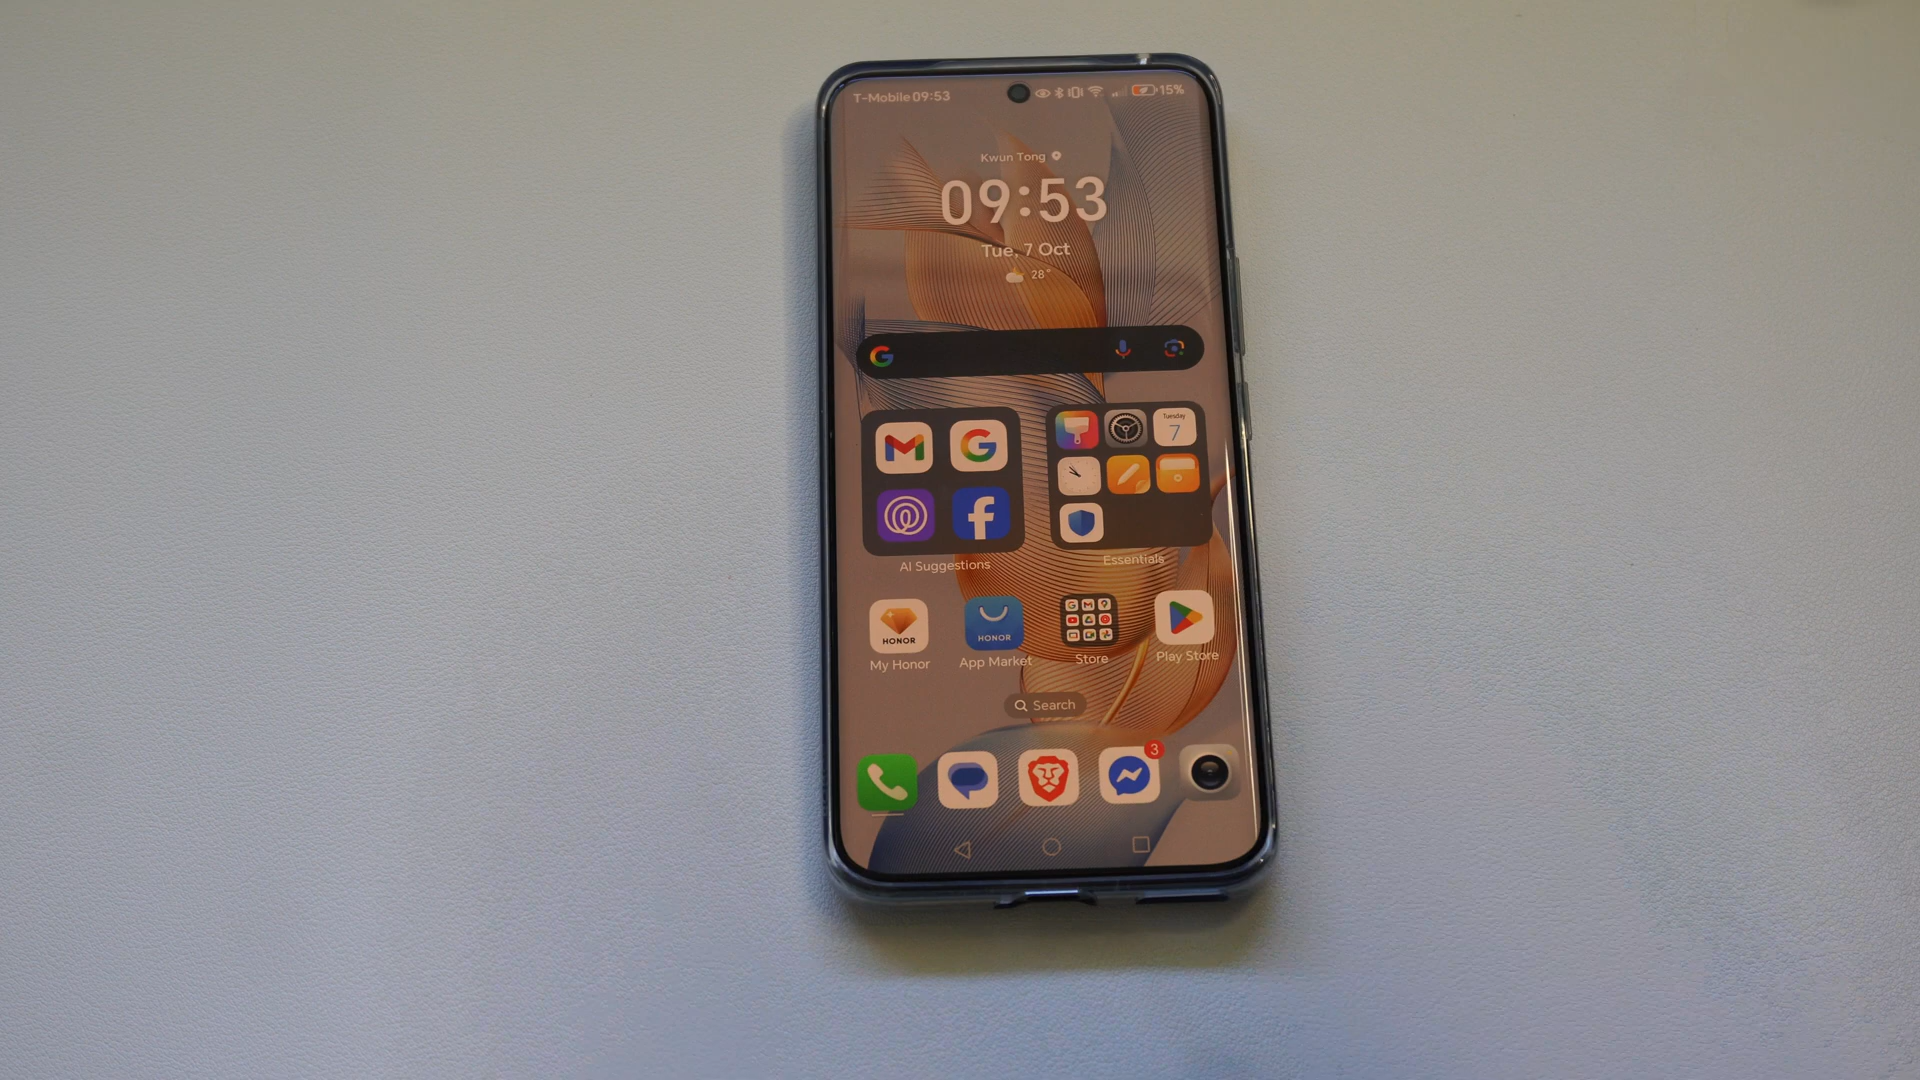 T-Mobile 09:53
15%
Kwun Tong
09:53
Tue, 7 Oct
28°
Tuesday
7
AI Suggestions
Essentials
HONOR
HONOR
My Honor
App Market
Store
Play Store
Search
3